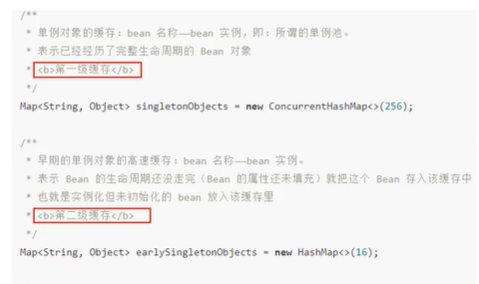 /**
* 单例对象的缓存：bean 名称——bean 实例，即：所谓的单例池。
* 表示已经经历了完整生命周期的 Bean 对象
* <b>第一级缓存</b>
*/
Map<String, Object> singletonObjects = new ConcurrentHashMap<>(256);
/**
* 早期的单例对象的高速缓存：bean 名称——bean 实例。
* 表示 Bean 的生命周期还没走完（Bean 的属性还未填充）就把这个 Bean 存入该缓存中
* 也就是实例化但未初始化的 bean 放入该缓存里
* <b>第二级缓存</b>
*/
Map<String, Object> earlySingletonObjects = new HashMap<>(16);